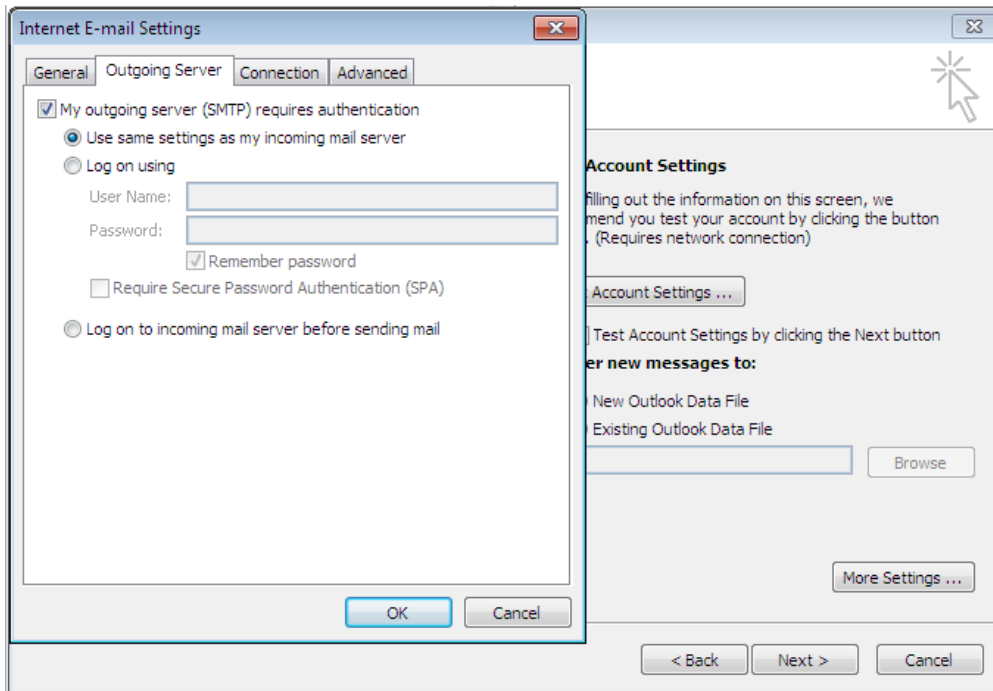 Internet E-mail Settings
General Outgoing Server Connection Advanced
My outgoing server (SMTP) requires authentication
Use same settings as my incoming mail server
Log on using
User Name:
Password:
Remember password
Require Secure Password Authentication (SPA)
Log on to incoming mail server before sending mail
OK Cancel
Account Settings
filling out the information on this screen, we
mend you test your account by clicking the button
. (Requires network connection)
Account Settings ...
Test Account Settings by clicking the Next button
er new messages to:
New Outlook Data File
Existing Outlook Data File
Browse
More Settings ...
< Back Next > Cancel